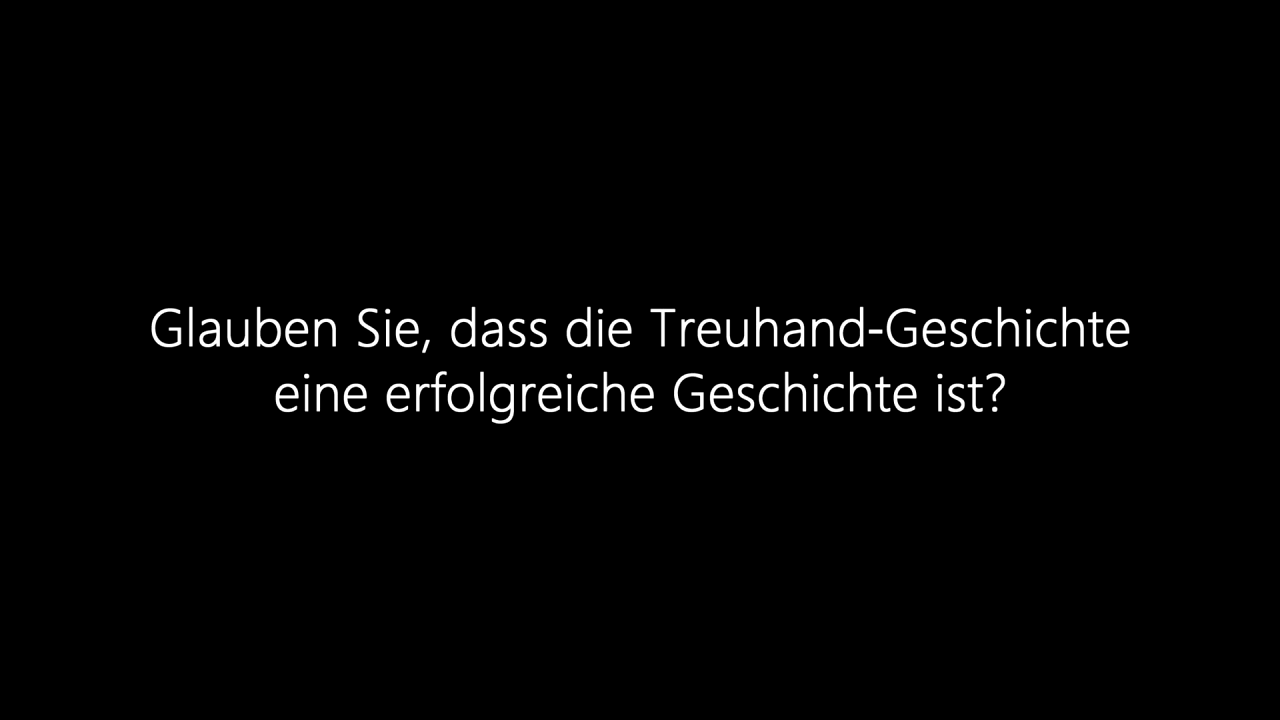 Glauben Sie, dass die Treuhand-Geschichte
eine erfolgreiche Geschichte ist?